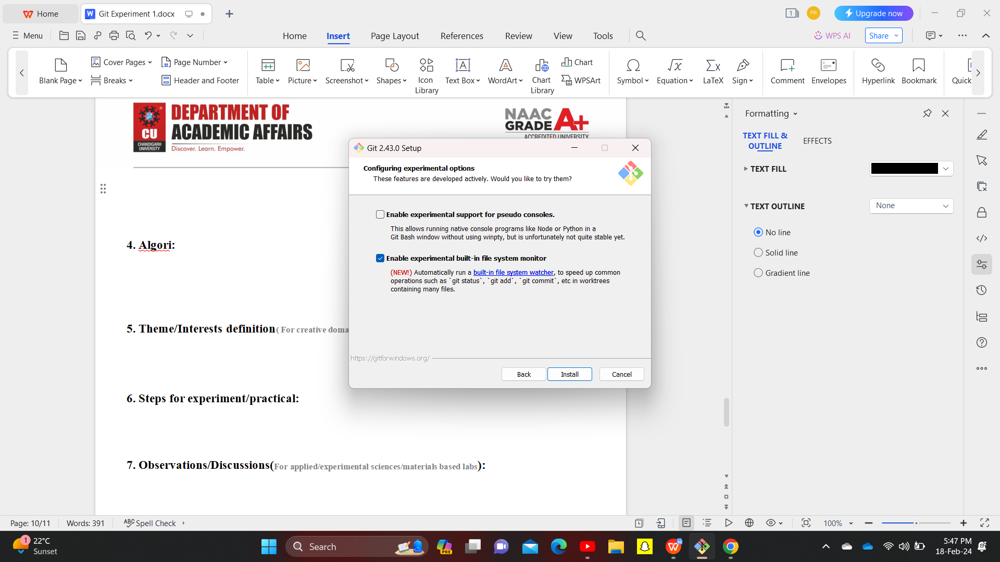 Home
Git Experiment 1.docx
1
PR
Upgrade now
Menu
Home
Insert
Page Layout
References
Review
View
Tools
WPS AI
Share
Blank Page
Cover Pages
Breaks
Page Number
Header and Footer
Table
Picture
Screenshot
Shapes
Icon
Library
Text Box
WordArt
Chart
Library
Chart
WPSArt
Symbol
Equation
LaTeX
Sign
Comment
Envelopes
Hyperlink
Bookmark
Quick
CU
CHANDIGARH
UNIVERSITY
DEPARTMENT OF
ACADEMIC AFFAIRS
Discover. Learn. Empower.
NAAC
GRADE A+
ACCREDITED UNIVERSITY
4. Algori:
5. Theme/Interests definition( For creative doma
6. Steps for experiment/practical:
7. Observations/Discussions(For applied/experimental sciences/materials based labs):
Git 2.43.0 Setup
Configuring experimental options
These features are developed actively. Would you like to try them?
Enable experimental support for pseudo consoles.
This allows running native console programs like Node or Python in a
Git Bash window without using winpty, but is unfortunately not quite stable yet.
Enable experimental built-in file system monitor
(NEW!) Automatically run a built-in file system watcher, to speed up common
operations such as `git status`, `git add`, `git commit`, etc in worktrees
containing many files.
https://gitforwindows.org/
Back
Install
Cancel
Formatting
TEXT FILL &
OUTLINE
EFFECTS
TEXT FILL
TEXT OUTLINE
None
No line
Solid line
Gradient line
Page: 10/11
Words: 391
Spell Check
100%
1
22°C
Sunset
Search
PRE
5:47 PM
18-Feb-24